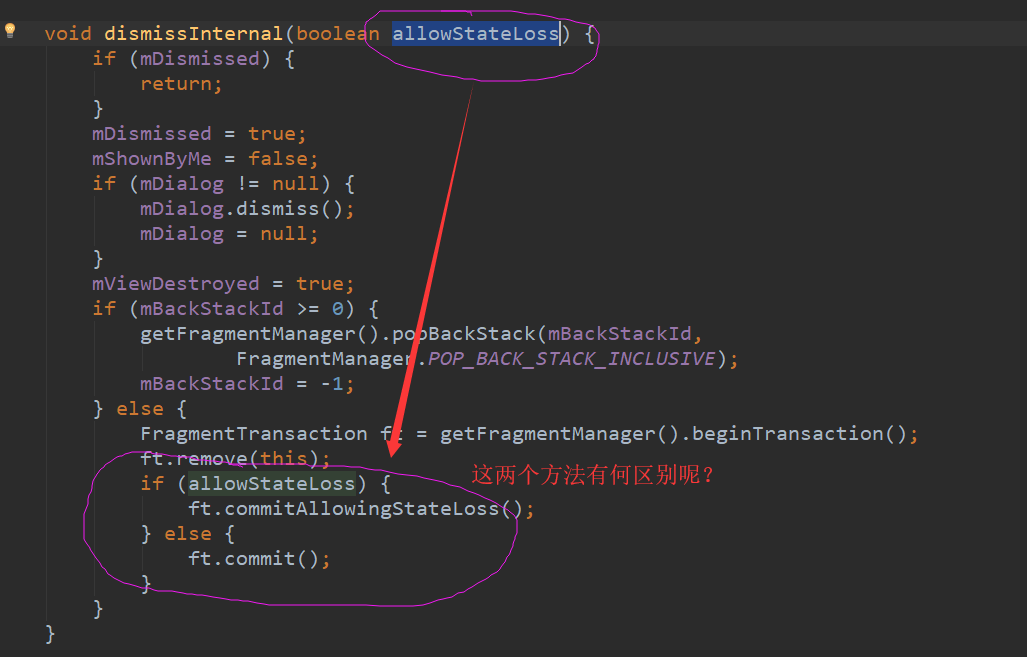 void dismissInternal(boolean allowStateLoss) {
if (mDismissed) {
return;
}
mDismissed = true;
mShownByMe = false;
if (mDialog != null) {
mDialog.dismiss();
mDialog = null;
}
mViewDestroyed = true;
if (mBackStackId >= 0) {
getFragmentManager().popBackStack(mBackStackId,
FragmentManager.POP_BACK_STACK_INCLUSIVE);
mBackStackId = -1;
} else {
FragmentTransaction ft = getFragmentManager().beginTransaction();
ft.remove(this);
这两个方法有何区别呢?
if (allowStateLoss) {
ft.commitAllowingStateLoss();
} else {
ft.commit();
}
}
}